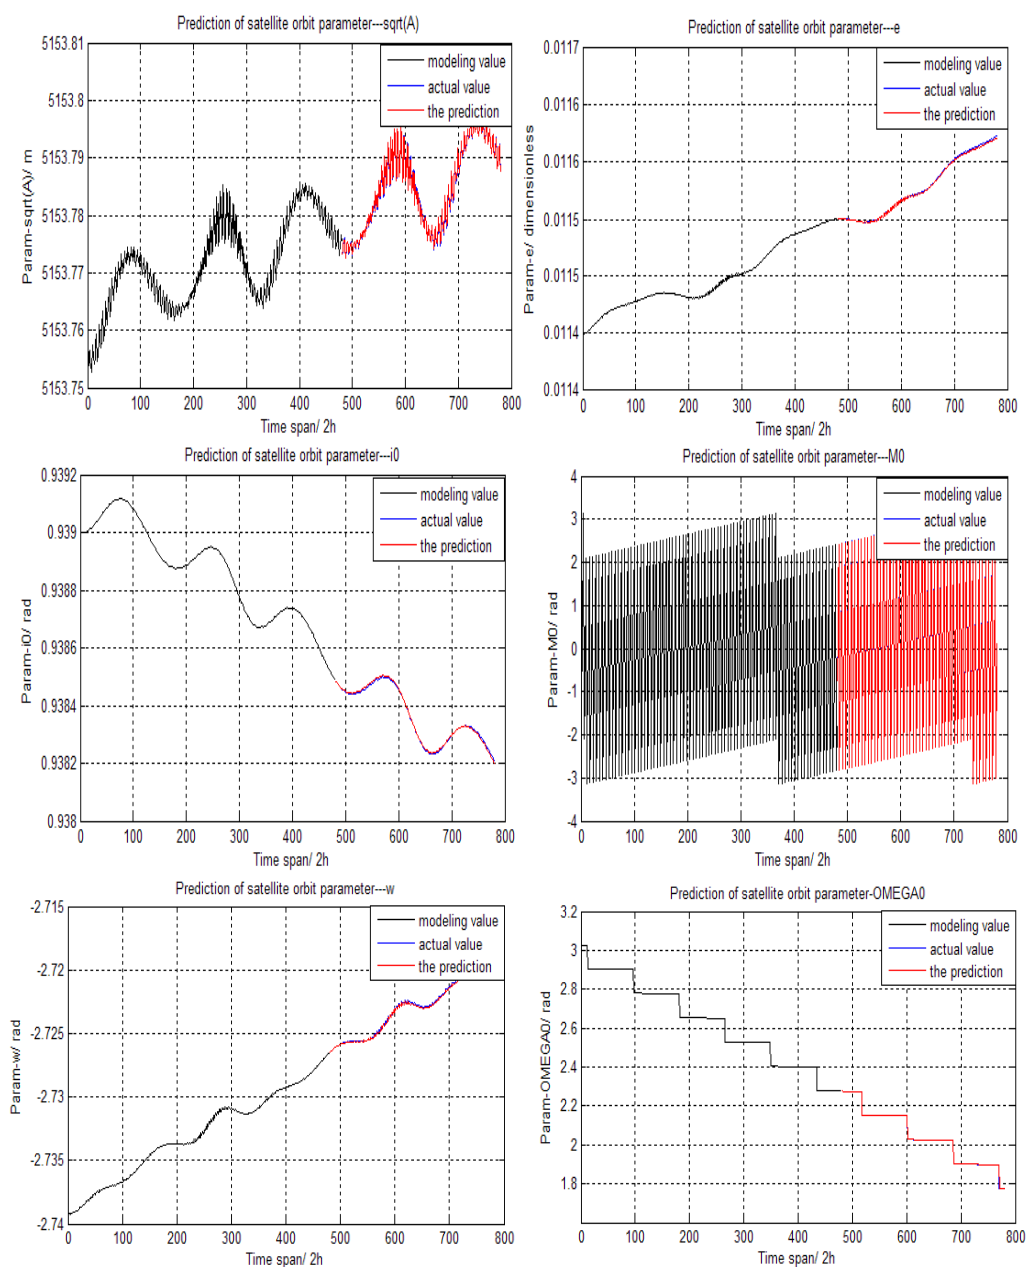 Prediction of satellite orbit parameter---sqrt(A)
5153.81
5153.8
5153.79
5153.78
5153.77
5153.76
5153.75
Param-sqrt(A)/ m
modeling value
actual value
the prediction
0 100 200 300 400 500 600 700 800
Time span/ 2h
Prediction of satellite orbit parameter---e
0.0117
0.0116
0.0116
0.0115
0.0115
0.0114
0.0114
Param-e/ dimensionless
modeling value
actual value
the prediction
0 100 200 300 400 500 600 700 800
Time span/ 2h
Prediction of satellite orbit parameter---i0
0.9392
0.939
0.9388
0.9386
0.9384
0.9382
0.938
Param-i0/ rad
modeling value
actual value
the prediction
0 100 200 300 400 500 600 700 800
Time span/ 2h
Prediction of satellite orbit parameter---M0
4
3
2
1
0
-1
-2
-3
-4
Param-M0/ rad
modeling value
actual value
the prediction
0 100 200 300 400 500 600 700 800
Time span/ 2h
Prediction of satellite orbit parameter---w
-2.715
-2.72
-2.725
-2.73
-2.735
-2.74
Param-w/ rad
modeling value
actual value
the prediction
0 100 200 300 400 500 600 700 800
Time span/ 2h
Prediction of satellite orbit parameter-OMEGA0
3.2
3
2.8
2.6
2.4
2.2
2
1.8
Param-OMEGA0/ rad
modeling value
actual value
the prediction
0 100 200 300 400 500 600 700 800
Time span/ 2h